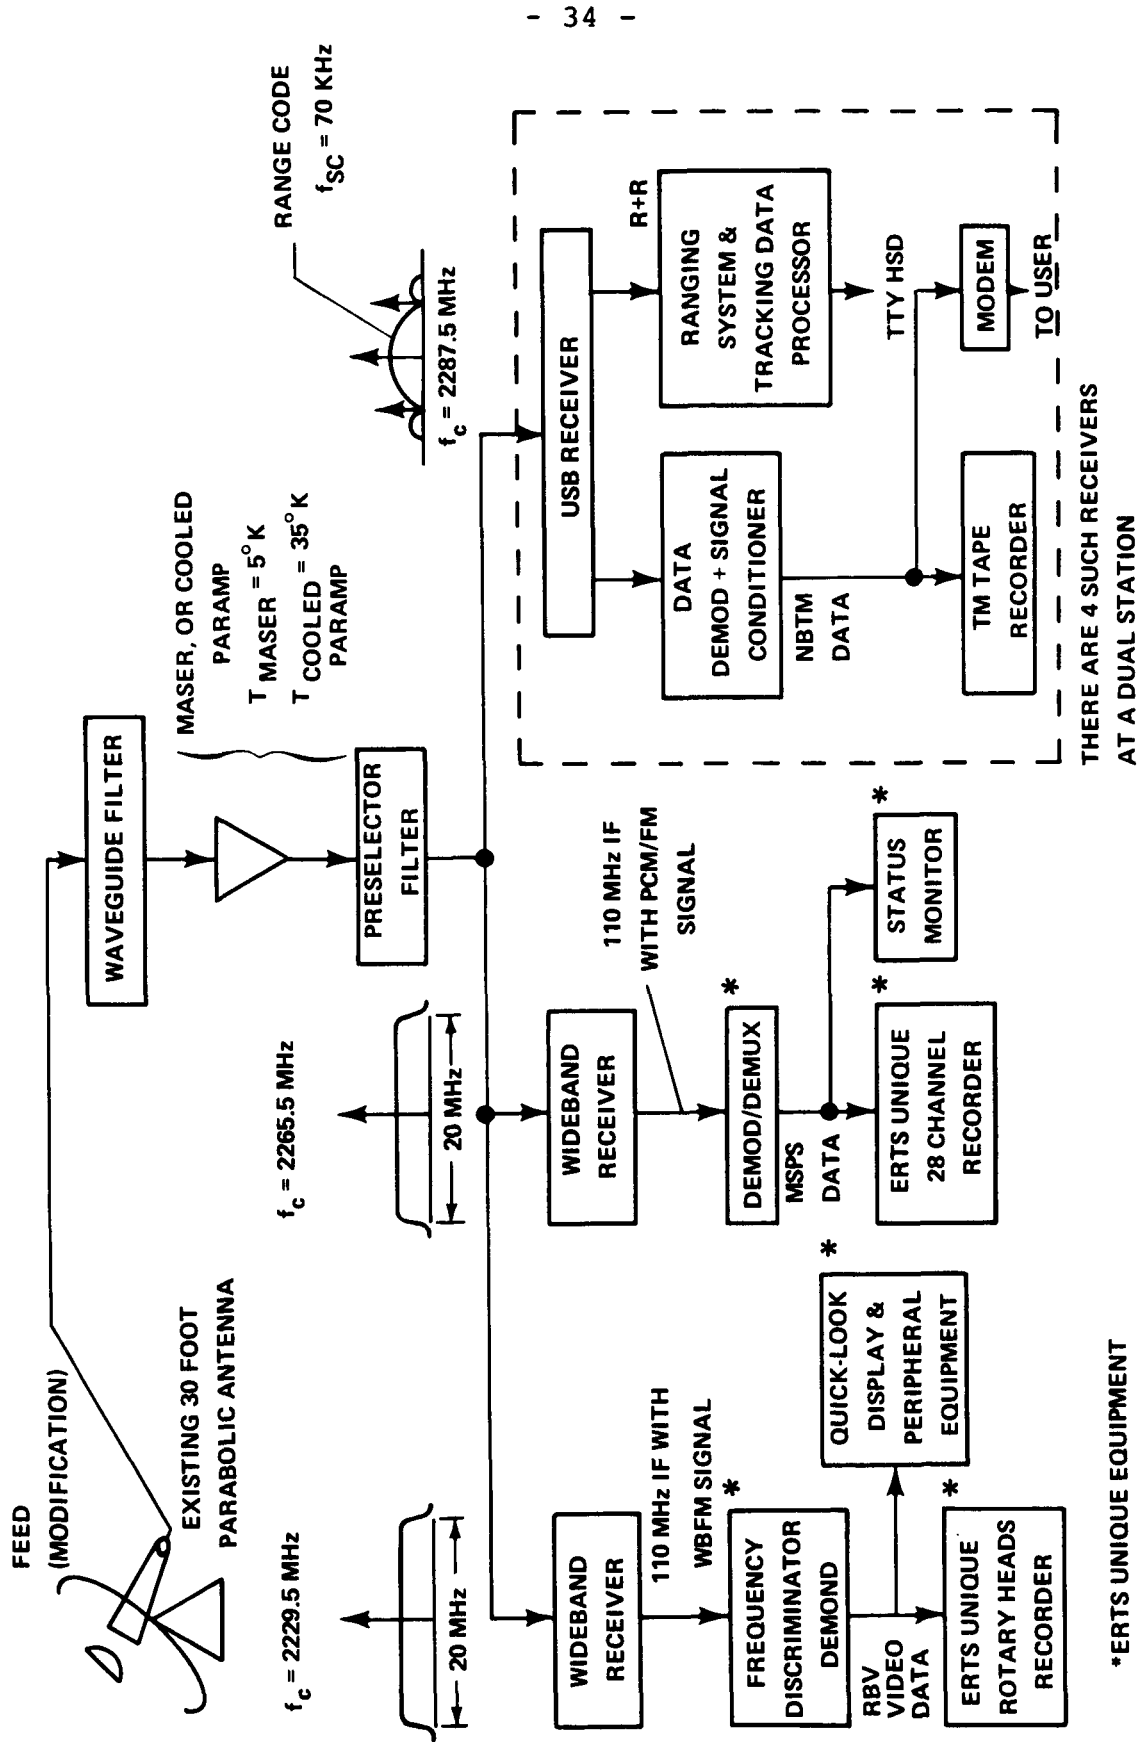 - 34 -
FEED
(MODIFICATION)
EXISTING 30 FOOT
PARABOLIC ANTENNA
WAVEGUIDE FILTER
MASER, OR COOLED
PARAMP
T MASER = 5°K
T COOLED = 35°K
PARAMP
PRESELECTOR
FILTER
RANGE CODE
fSC = 70 KHz
fc = 2229.5 MHz
20 MHz
fc = 2265.5 MHz
20 MHz
fc = 2287.5 MHz
WIDEBAND
RECEIVER
110 MHz IF WITH
WBFM SIGNAL
*
FREQUENCY
DISCRIMINATOR
DEMOND
RBV
VIDEO
DATA
*
QUICK-LOOK
DISPLAY &
PERIPHERAL
EQUIPMENT
*
ERTS UNIQUE
ROTARY HEADS
RECORDER
WIDEBAND
RECEIVER
110 MHz IF
WITH PCM/FM
SIGNAL
*
DEMOD/DEMUX
MSPS
DATA
*
ERTS UNIQUE
28 CHANNEL
RECORDER
*
STATUS
MONITOR
USB RECEIVER
DATA
DEMOD + SIGNAL
CONDITIONER
NBTM
DATA
TM TAPE
RECORDER
R+R
RANGING
SYSTEM &
TRACKING DATA
PROCESSOR
TTY HSD
MODEM
TO USER
THERE ARE 4 SUCH RECEIVERS
AT A DUAL STATION
*ERTS UNIQUE EQUIPMENT